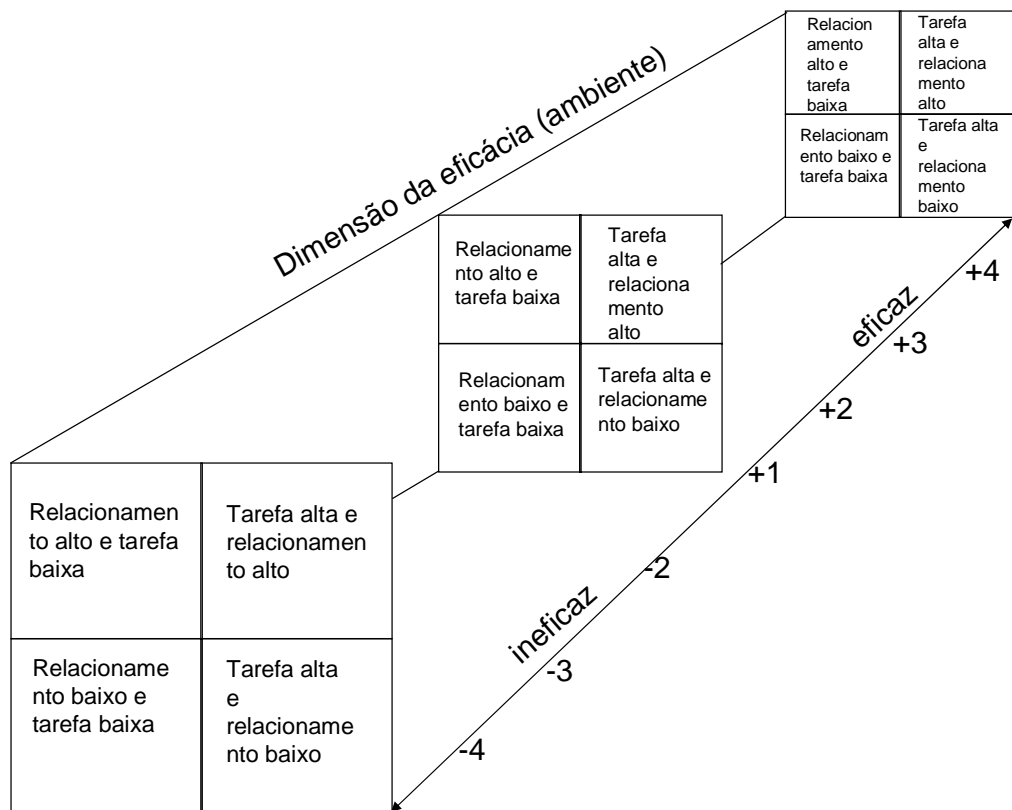 Relacion
amento
alto e
tarefa
baixa
Tarefa
alta e
relaciona
mento
alto
Relacionam
ento baixo e
tarefa baixa
Tarefa alta
e
relaciona
mento
baixo
Dimensão da eficácia (ambiente)
Relacioname
nto alto e
tarefa baixa
Tarefa
alta e
relaciona
mento
alto
Relacionam
ento baixo e
tarefa baixa
Tarefa alta e
relacioname
nto baixo
+4
eficaz
+3
+2
+1
-2
ineficaz
-3
-4
Relacionamen
to alto e tarefa
baixa
Tarefa alta e
relacionamen
to alto
Relacioname
nto baixo e
tarefa baixa
Tarefa alta
e
relacioname
nto baixo